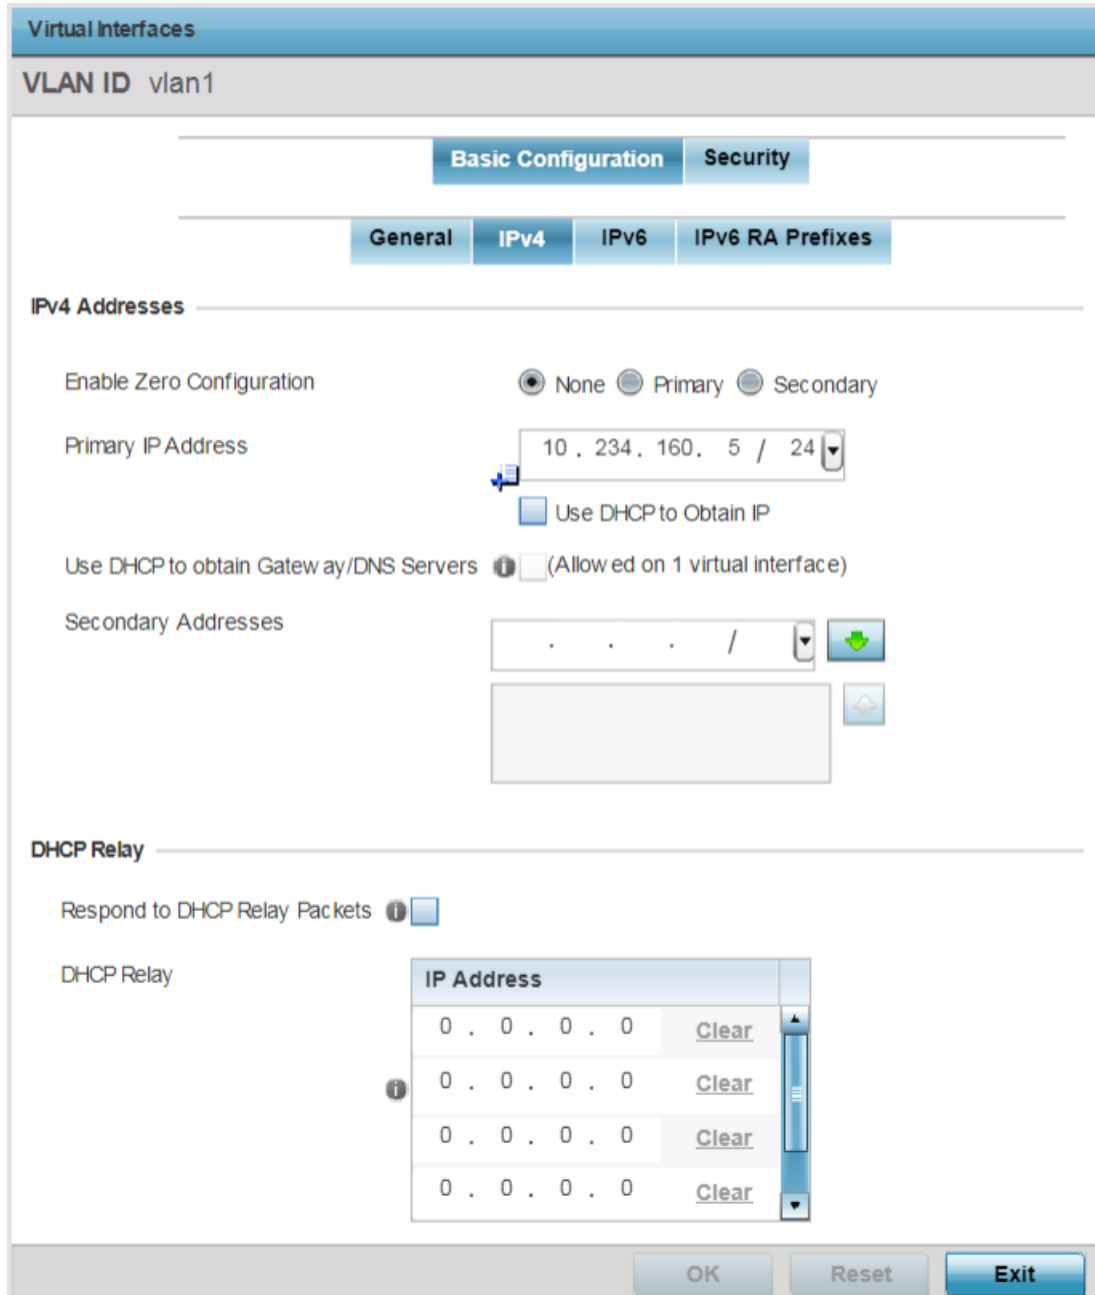 Virtual Interfaces
VLAN ID vlan1
Basic Configuration Security
General IPv4 IPv6 IPv6 RA Prefixes
IPv4 Addresses
Enable Zero Configuration None Primary Secondary
Primary IP Address 10 . 234 . 160 . 5 / 24
Use DHCP to Obtain IP
Use DHCP to obtain Gateway/DNS Servers (Allowed on 1 virtual interface)
Secondary Addresses . . . /
DHCP Relay
Respond to DHCP Relay Packets
DHCP Relay IP Address
0 . 0 . 0 . 0 Clear
0 . 0 . 0 . 0 Clear
0 . 0 . 0 . 0 Clear
0 . 0 . 0 . 0 Clear
OK Reset Exit